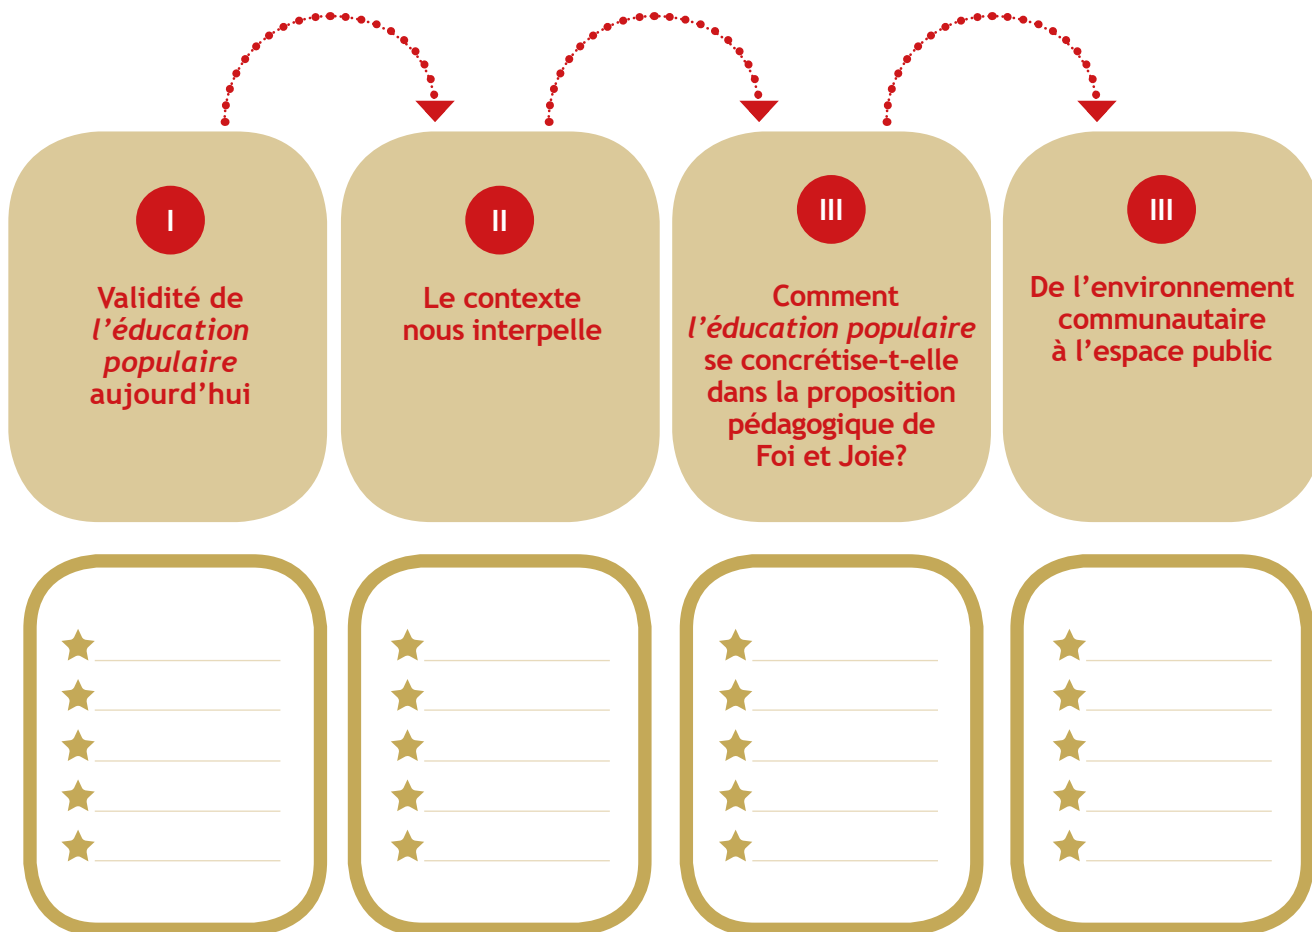 I
Validité de
l’éducation
populaire
aujourd’hui
II
Le contexte
nous interpelle
III
Comment
l’éducation populaire
se concrétise-t-elle
dans la proposition
pédagogique de
Foi et Joie?
III
De l’environnement
communautaire
à l’espace public